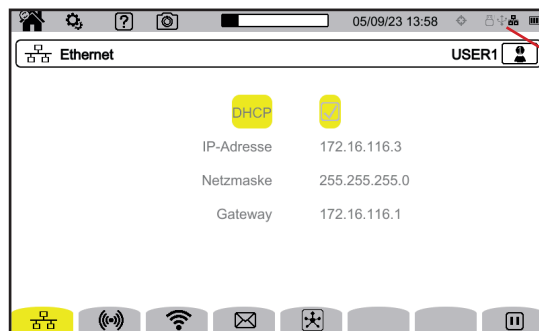 05/09/23 13:58
Ethernet
USER1
DHCP
IP-Adresse 172.16.116.3
Netzmaske 255.255.255.0
Gateway 172.16.116.1